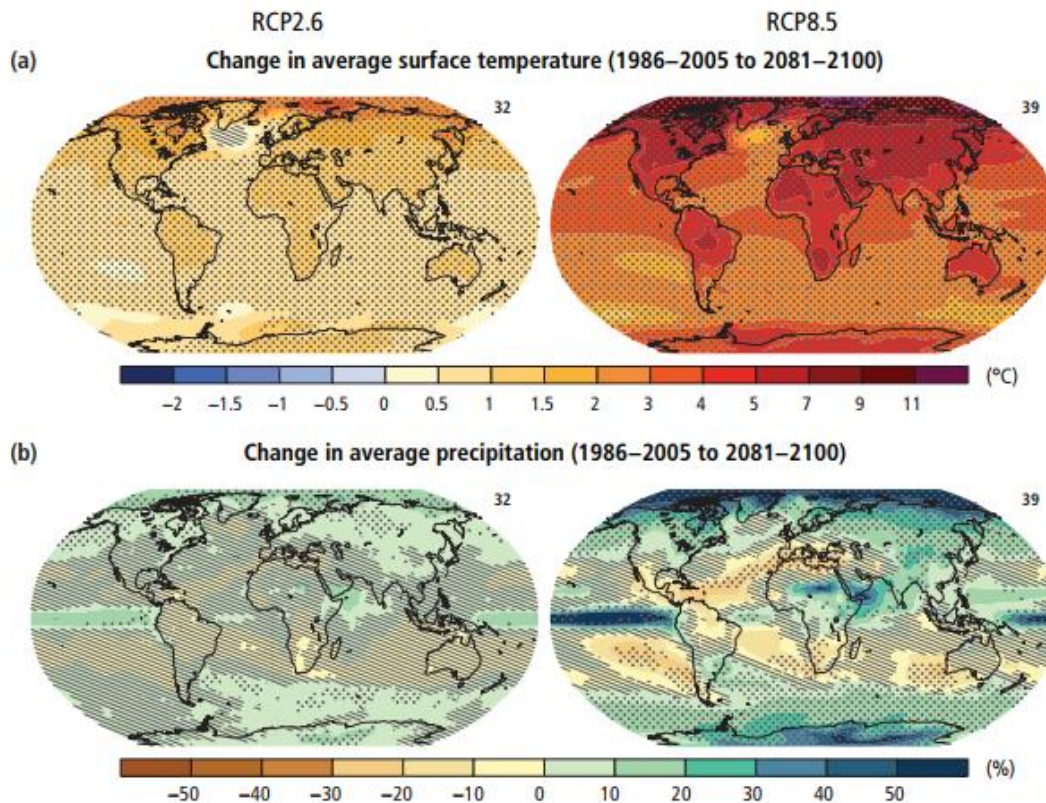 RCP2.6 RCP8.5
(a) Change in average surface temperature (1986–2005 to 2081–2100)
32 39
−2 −1.5 −1 −0.5 0 0.5 1 1.5 2 3 4 5 7 9 11 (°C)
(b) Change in average precipitation (1986–2005 to 2081–2100)
32 39
−50 −40 −30 −20 −10 0 10 20 30 40 50 (%)